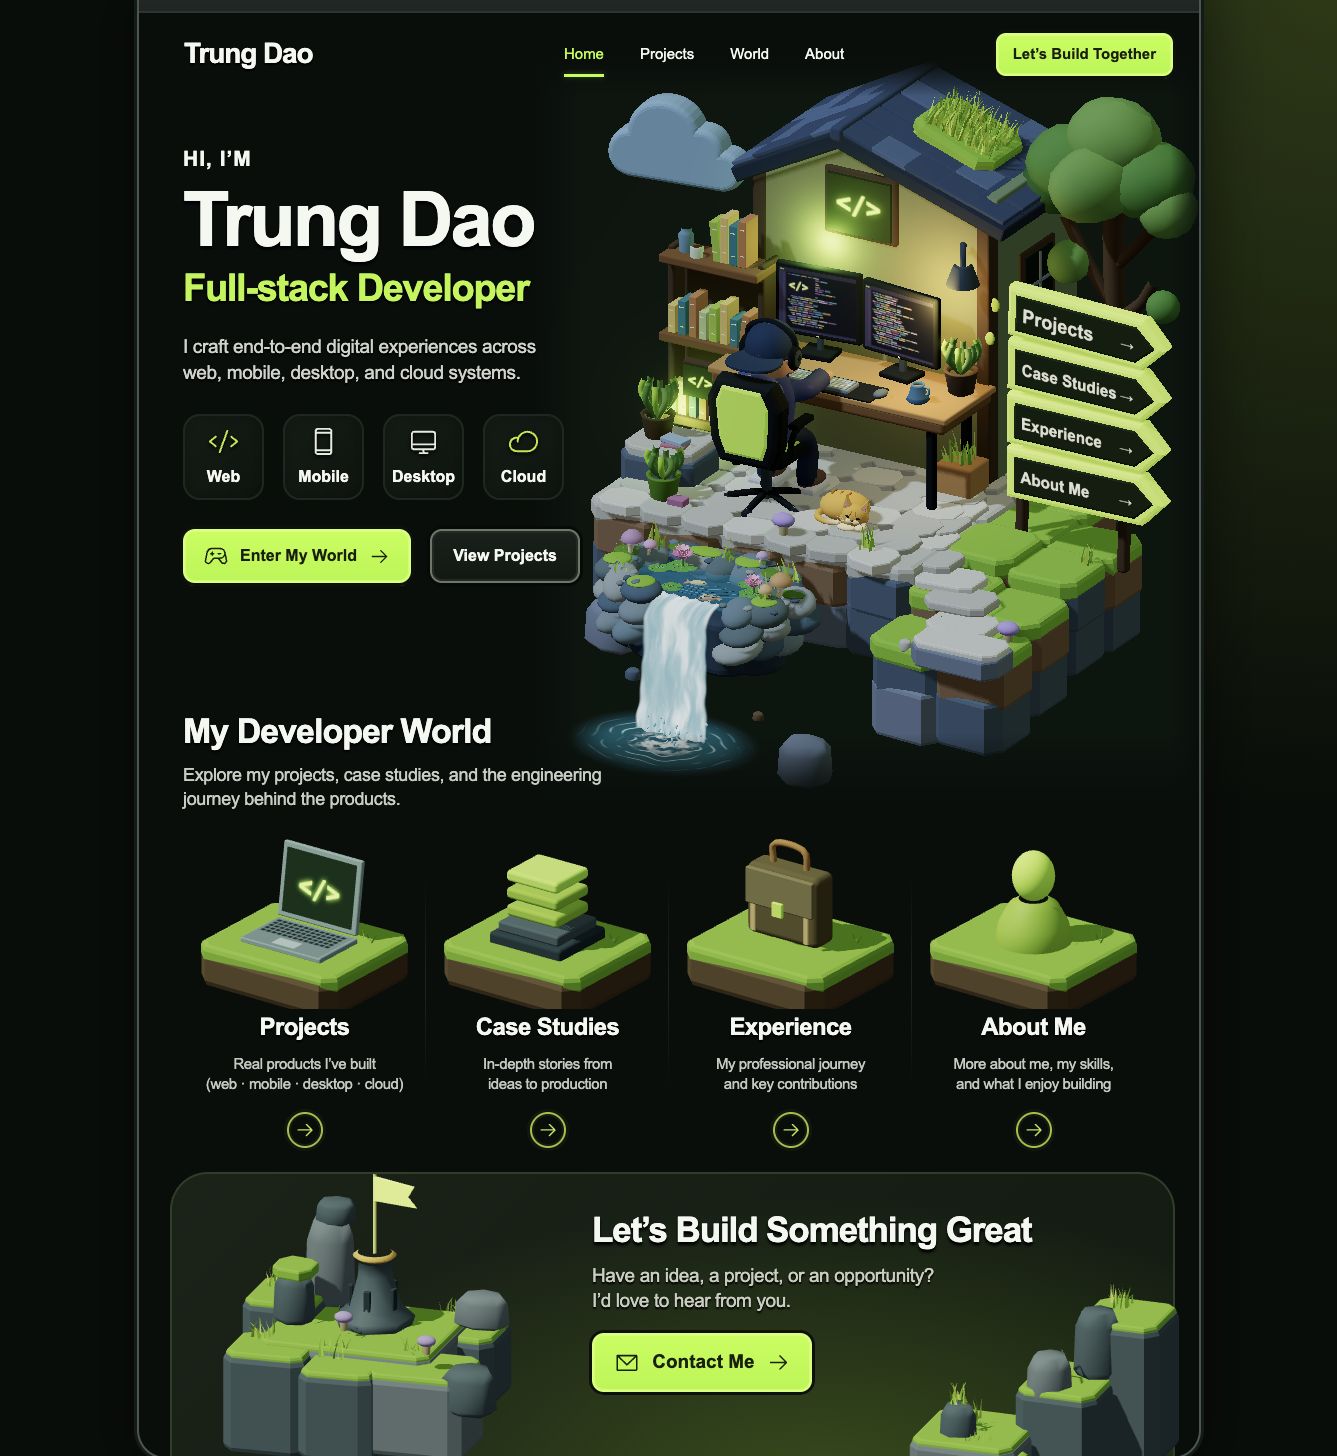 Trung Dao
Home
Projects
World
About
Let’s Build Together
HI, I’M
Trung Dao
Full-stack Developer
I craft end-to-end digital experiences across
web, mobile, desktop, and cloud systems.
Web
Mobile
Desktop
Cloud
Enter My World →
View Projects
</>
</>
</>
Projects →
Case Studies →
Experience →
About Me →
My Developer World
Explore my projects, case studies, and the engineering
journey behind the products.
</>
Projects
Real products I’ve built
(web · mobile · desktop · cloud)
Case Studies
In-depth stories from
ideas to production
Experience
My professional journey
and key contributions
About Me
More about me, my skills,
and what I enjoy building
Let’s Build Something Great
Have an idea, a project, or an opportunity?
I’d love to hear from you.
Contact Me →